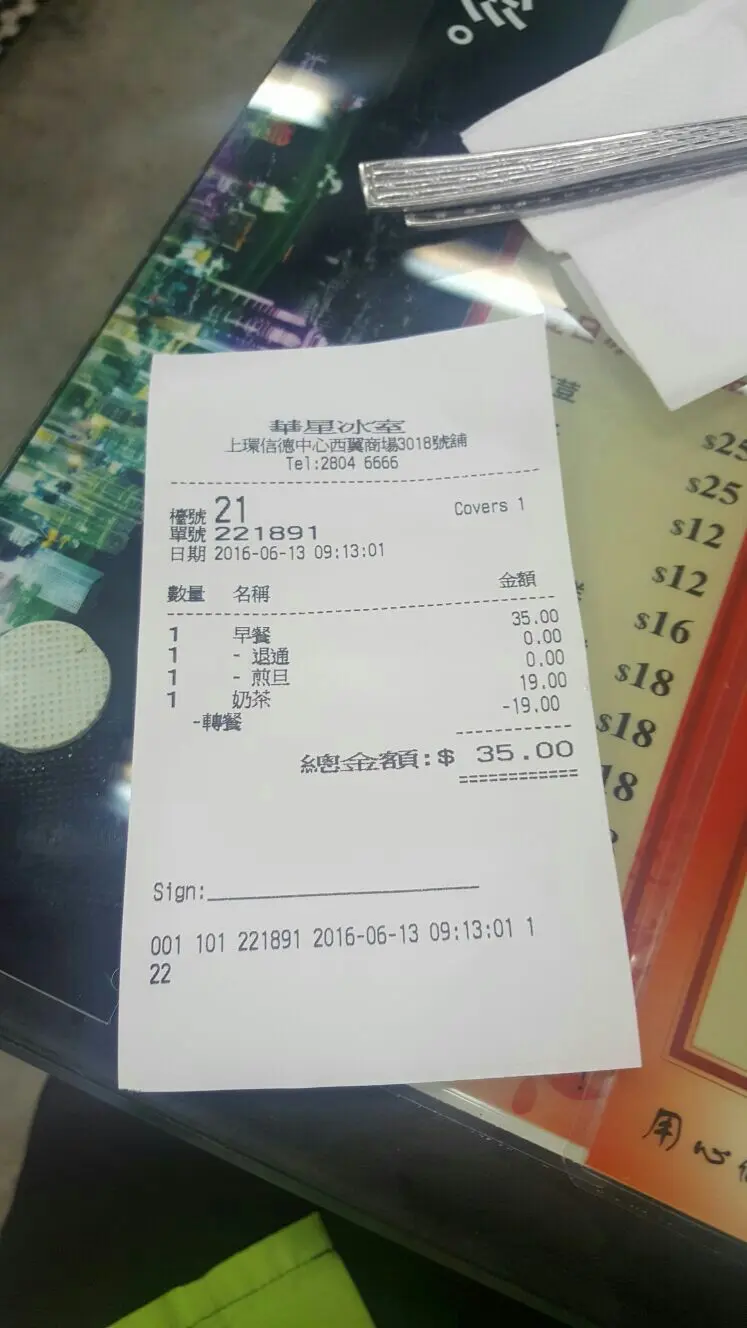 華星冰室
上環信德中心西翼商場3018號舖
Tel:2804 6666
檯號 21 Covers 1
單號 221891
日期 2016-06-13 09:13:01
數量 名稱 金額
1 早餐 35.00
1 - 退通 0.00
1 - 煎旦 0.00
1 奶茶 19.00
-轉餐 -19.00
總金額:$ 35.00
Sign:
001 101 221891 2016-06-13 09:13:01 1
22
$25
$25
$12
$12
$16
$18
$18
18
用心